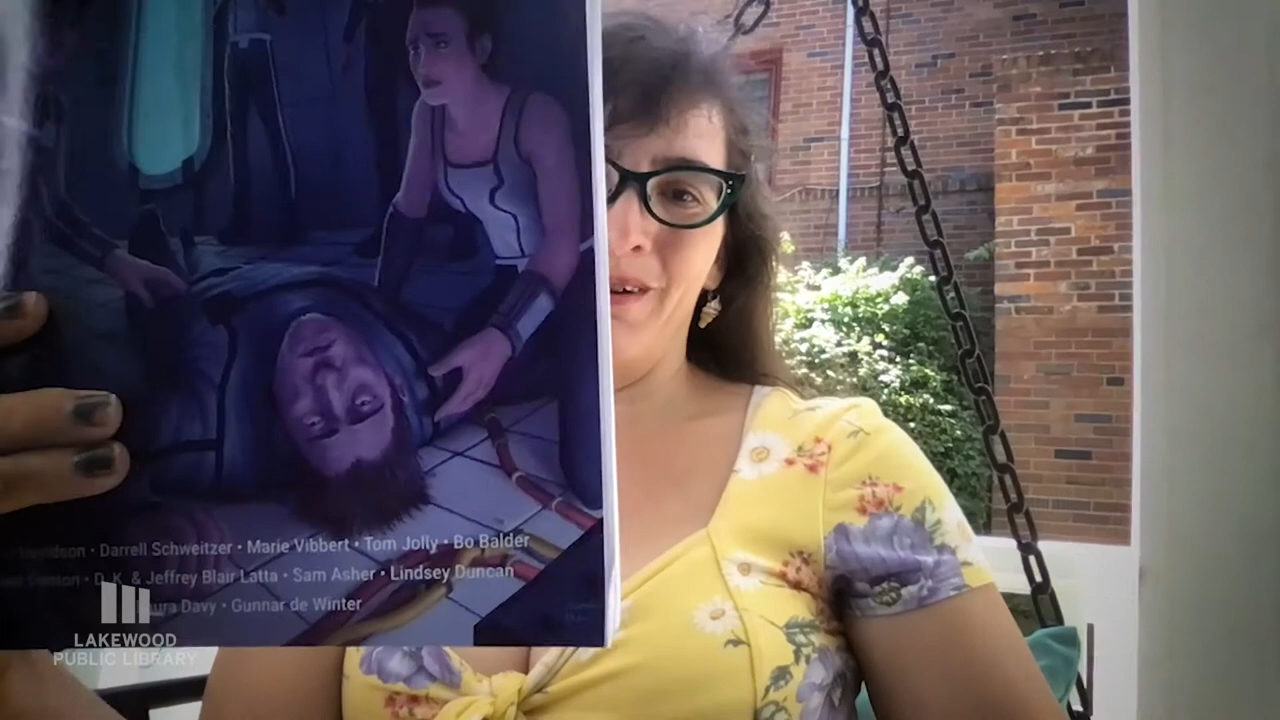 Darrell Schweitzer • Marie Vibbert • Tom Jolly • Bo Balder
D. K. & Jeffrey Blair Latta • Sam Asher • Lindsey Duncan
Davy • Gunnar de Winter
LAKEWOOD
PUBLIC LIBRARY